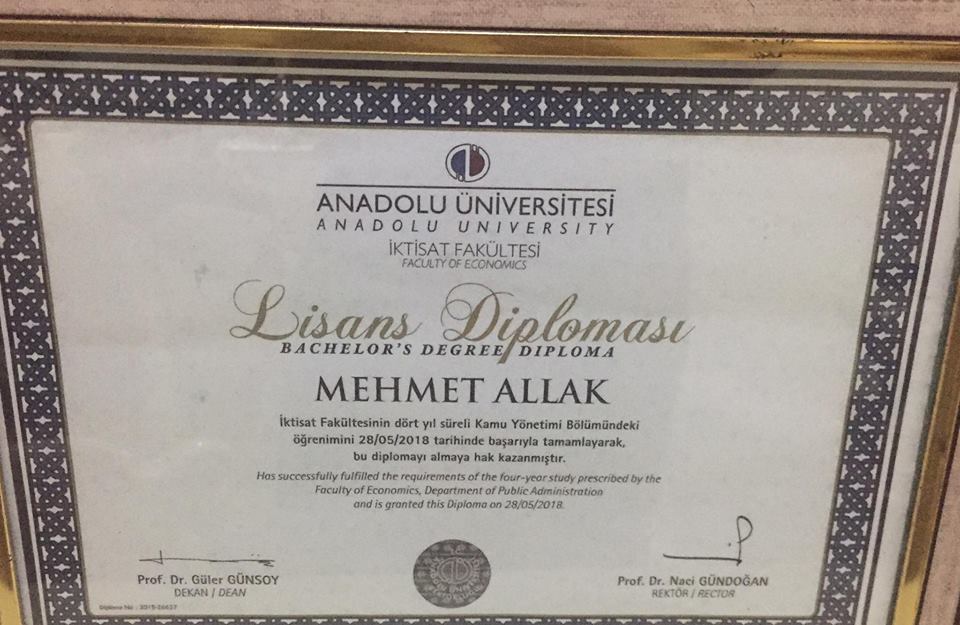 ANADOLU ÜNİVERSİTESİ
ANADOLU UNIVERSITY
İKTİSAT FAKÜLTESİ
FACULTY OF ECONOMICS
Lisans Diploması
BACHELOR'S DEGREE DIPLOMA
MEHMET ALLAK
İktisat Fakültesinin dört yıl süreli Kamu Yönetimi Bölümündeki
öğrenimini 28/05/2018 tarihinde başarıyla tamamlayarak,
bu diplomayı almaya hak kazanmıştır.
Has successfully fulfilled the requirements of the four-year study prescribed by the
Faculty of Economics, Department of Public Administration
and is granted this Diploma on 28/05/2018.
Prof. Dr. Güler GÜNSOY
DEKAN / DEAN
Prof. Dr. Naci GÜNDOĞAN
REKTÖR / RECTOR
Diploma No :